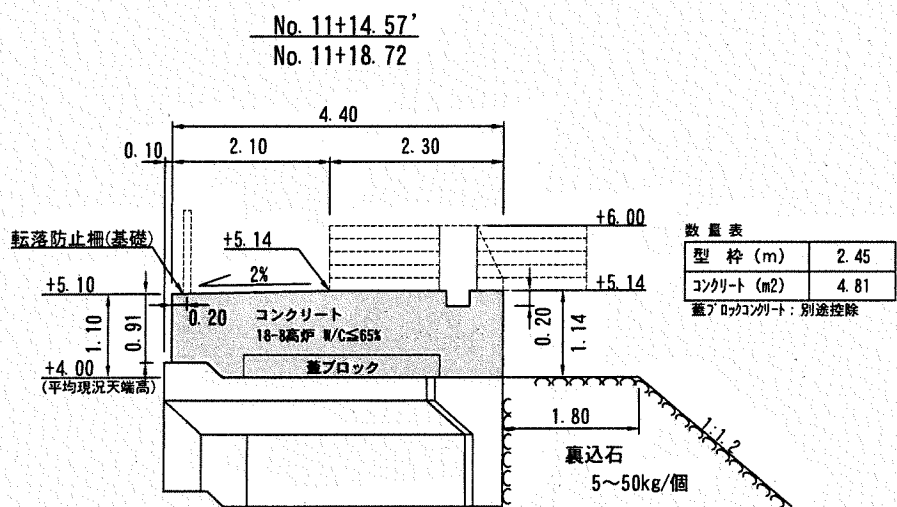 No. 11+14.57'
No. 11+18.72
4.40
0.10
2.10
2.30
+6.00
転落防止柵(基礎)
+5.14
2%
+5.10
+5.14
0.20
1.10
0.91
コンクリート
18-8高炉 W/C≦65%
0.20
1.14
蓋ブロック
+4.00
(平均現況天端高)
1.80
1:1.2
裏込石
5~50kg/個
数量表
型 枠 (m) 2.45
コンクリート (m2) 4.81
蓋ブロックコンクリート:別途控除